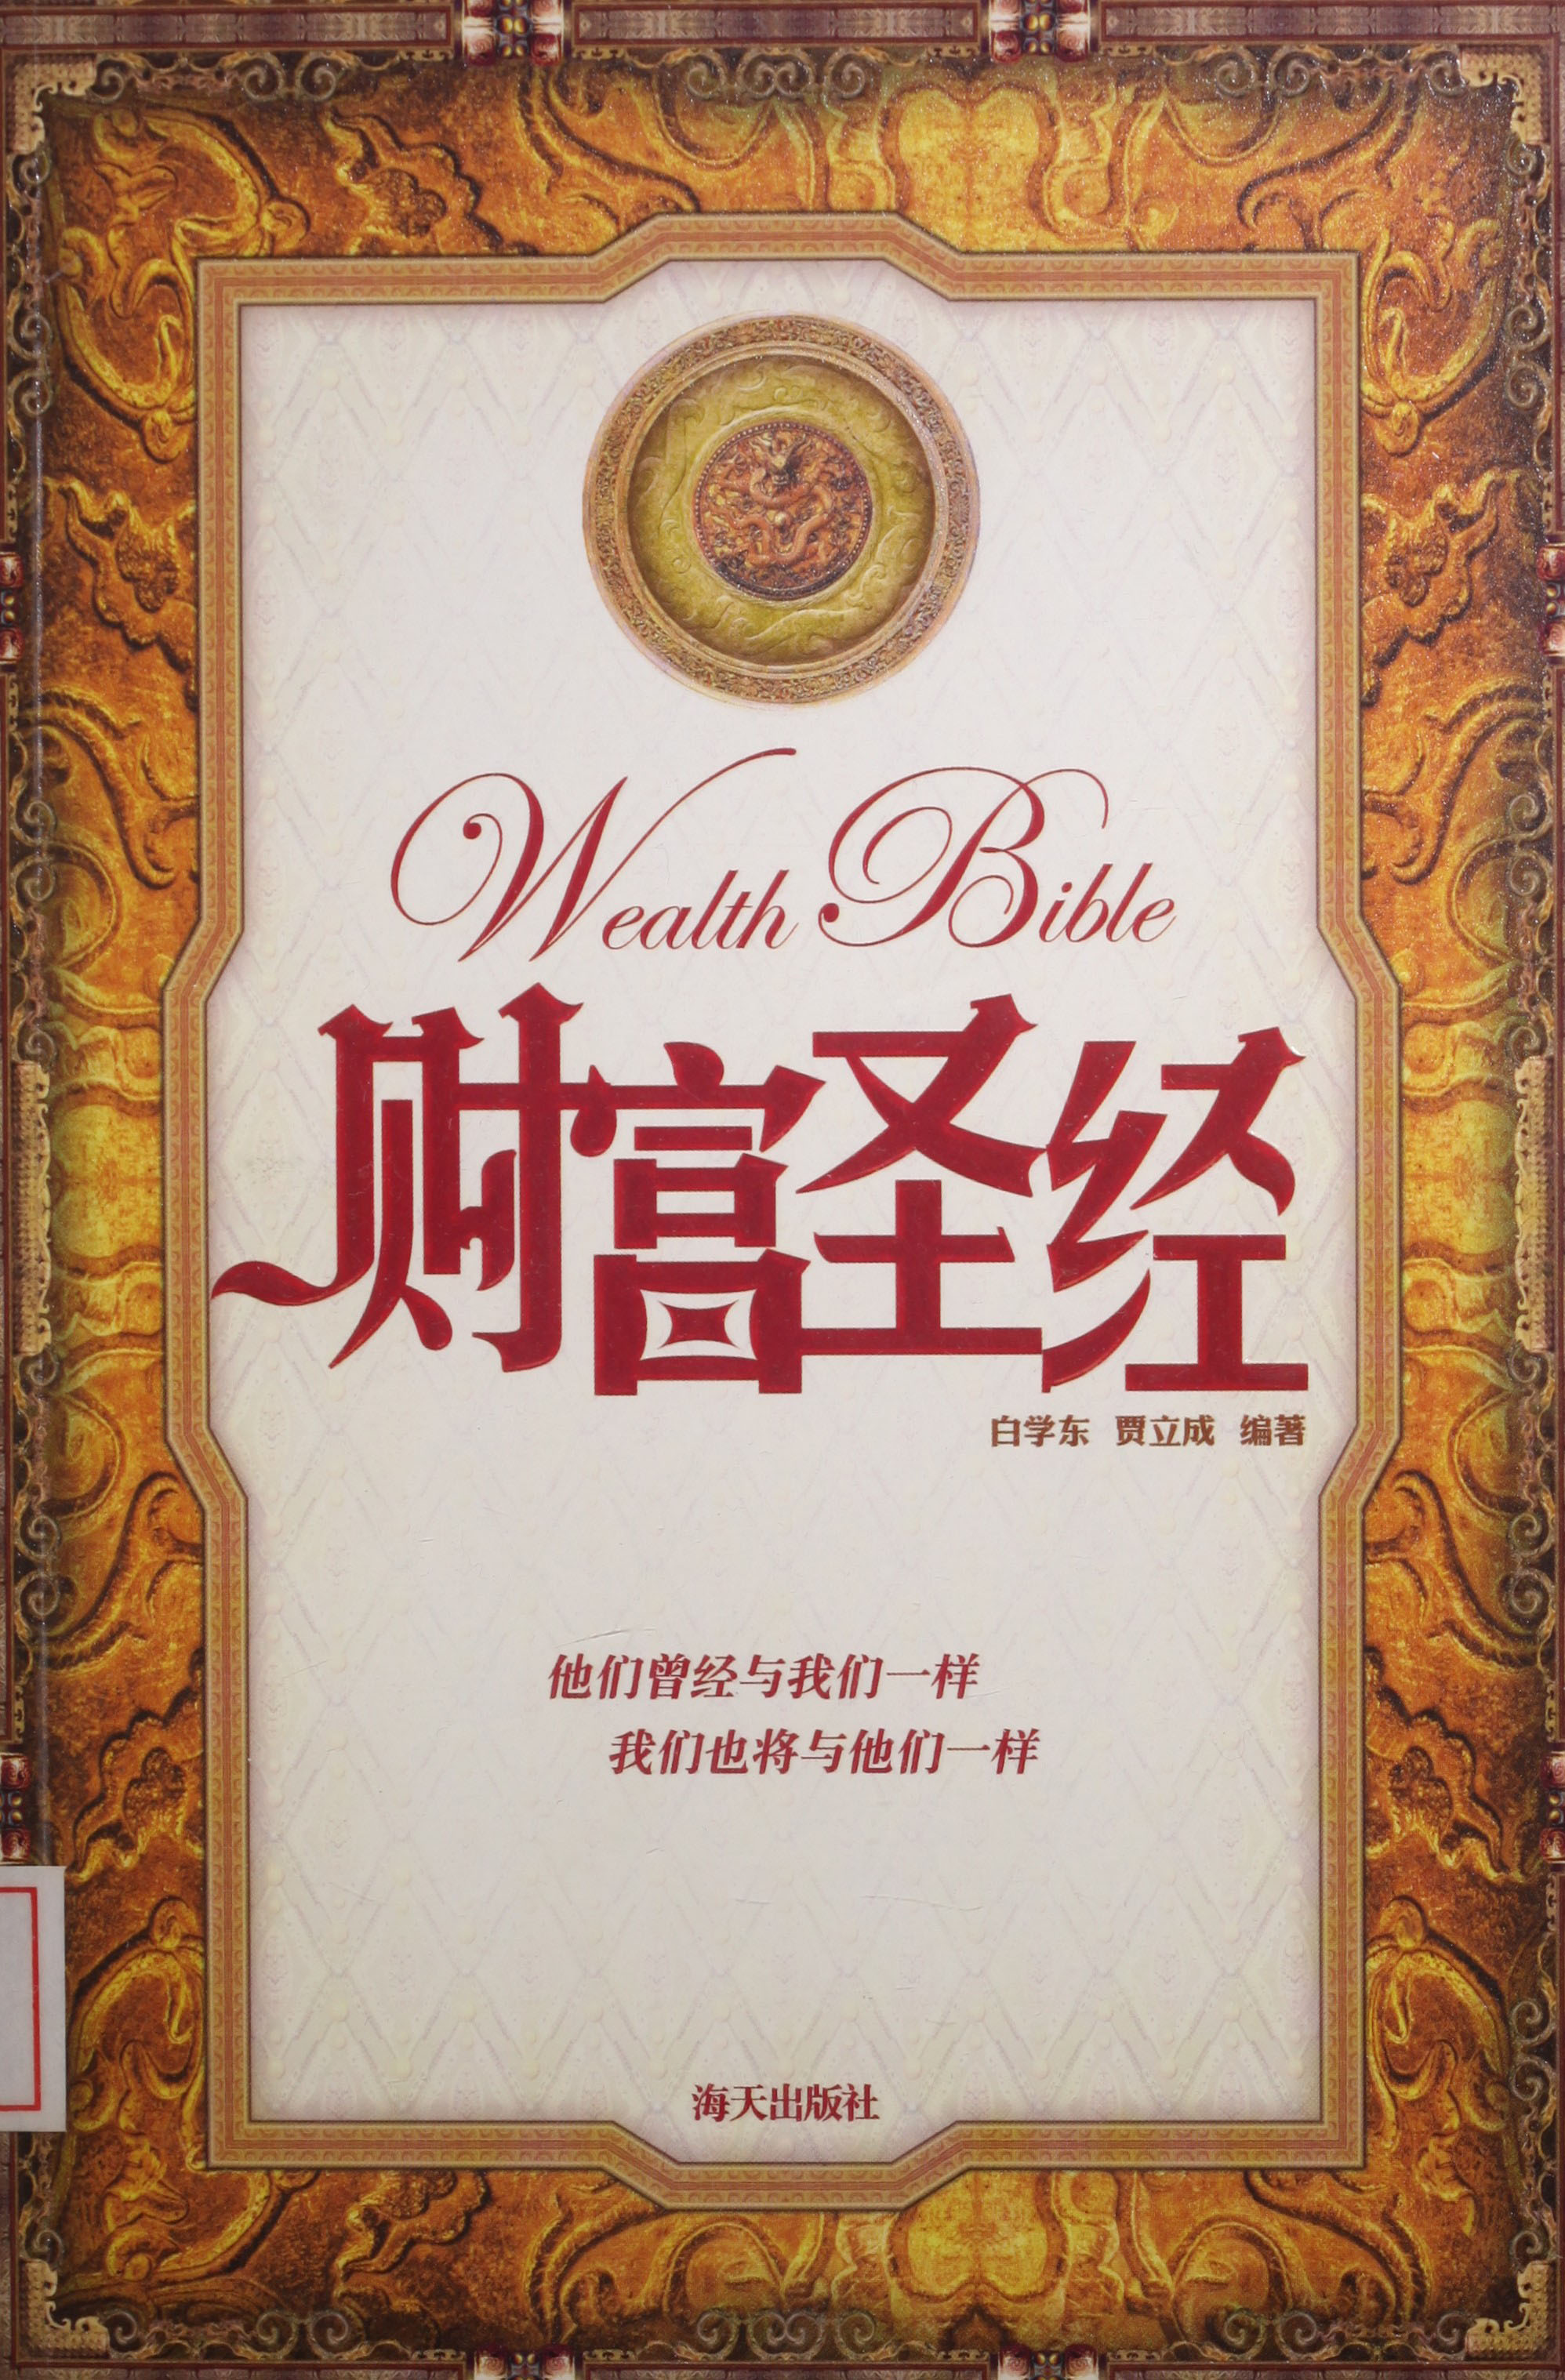 Wealth Bible
财富圣经
白学东 贾立成 编著
他们曾经与我们一样
我们也将与他们一样
海天出版社